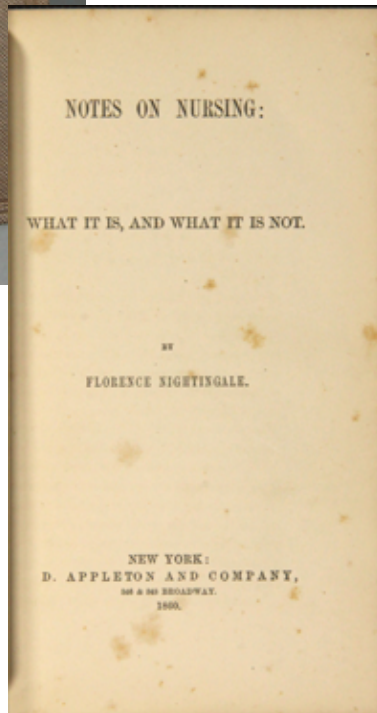 NOTES ON NURSING:
WHAT IT IS, AND WHAT IT IS NOT.
BY
FLORENCE NIGHTINGALE.
NEW YORK:
D. APPLETON AND COMPANY,
BROADWAY.
1860.